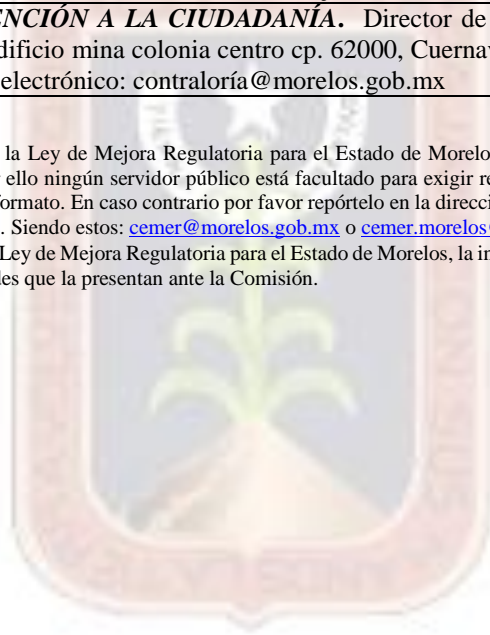 ENCIÓN A LA CIUDADANÍA. Director de
dificio mina colonia centro cp. 62000, Cuernav
electrónico: contraloría@morelos.gob.mx
la Ley de Mejora Regulatoria para el Estado de Morelo
ello ningún servidor público está facultado para exigir re
formato. En caso contrario por favor repórtelo en la direcci
. Siendo estos: cemer@morelos.gob.mx o cemer.morelos
Ley de Mejora Regulatoria para el Estado de Morelos, la in
des que la presentan ante la Comisión.